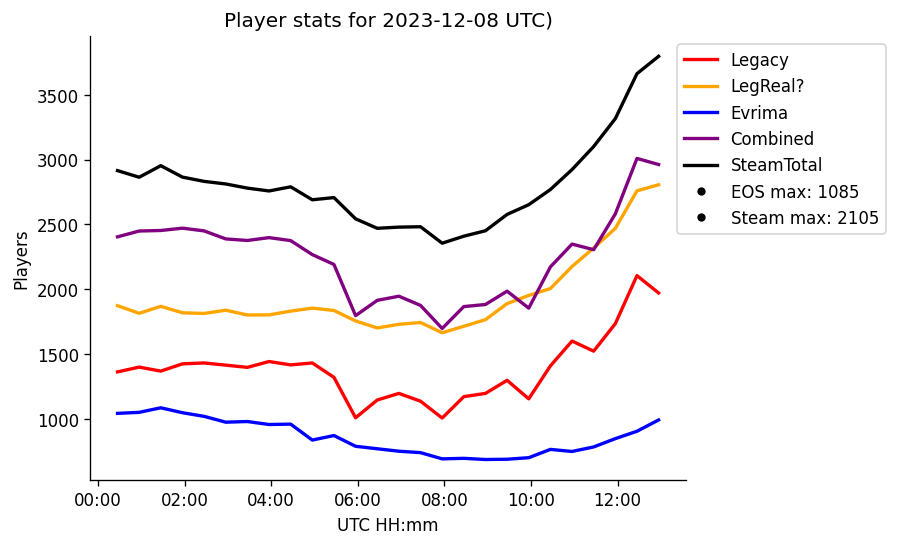 Player stats for 2023-12-08 UTC)
Legacy
LegReal?
Evrima
Combined
SteamTotal
EOS max: 1085
Steam max: 2105
Players
3500
3000
2500
2000
1500
1000
00:00 02:00 04:00 06:00 08:00 10:00 12:00
UTC HH:mm